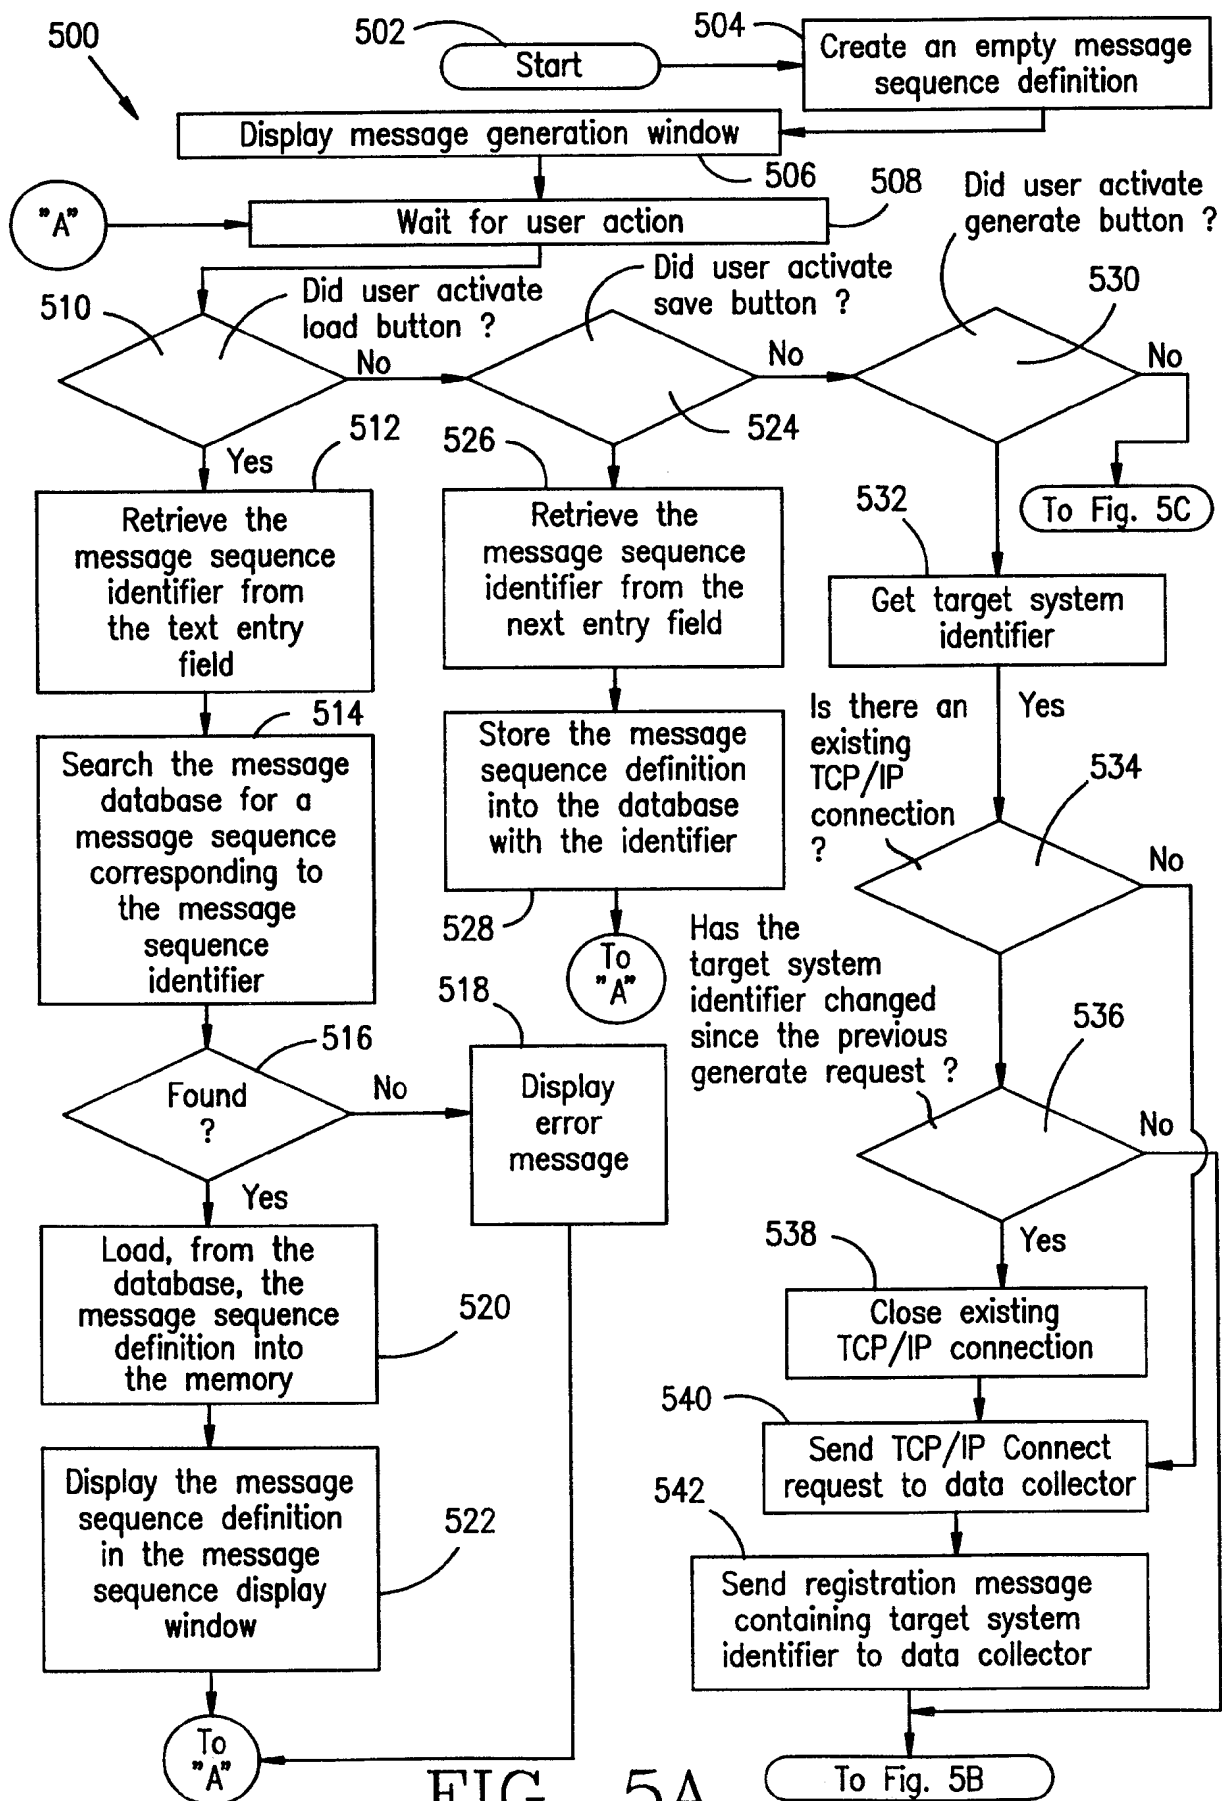 500
502
Start
504
Create an empty message
sequence definition
Display message generation window
506
"A"
Wait for user action
508
Did user activate
generate button ?
510
Did user activate
load button ?
No
Did user activate
save button ?
No
524
530
No
Yes
512
Retrieve the
message sequence
identifier from
the text entry
field
526
Retrieve the
message sequence
identifier from the
next entry field
To Fig. 5C
532
Get target system
identifier
514
Search the message
database for a
message sequence
corresponding to
the message
sequence
identifier
Store the message
sequence definition
into the database
with the identifier
528
To
"A"
Is there an
existing
TCP/IP
connection
?
Yes
534
No
516
Found
?
No
518
Display
error
message
Has the
target system
identifier changed
since the previous
generate request ?
536
No
Yes
Load, from the
database, the
message sequence
definition into
the memory
520
538
Yes
Close existing
TCP/IP connection
540
Send TCP/IP Connect
request to data collector
Display the message
sequence definition
in the message
sequence display
window
522
542
Send registration message
containing target system
identifier to data collector
To
"A"
To Fig. 5B
FIG. 5A